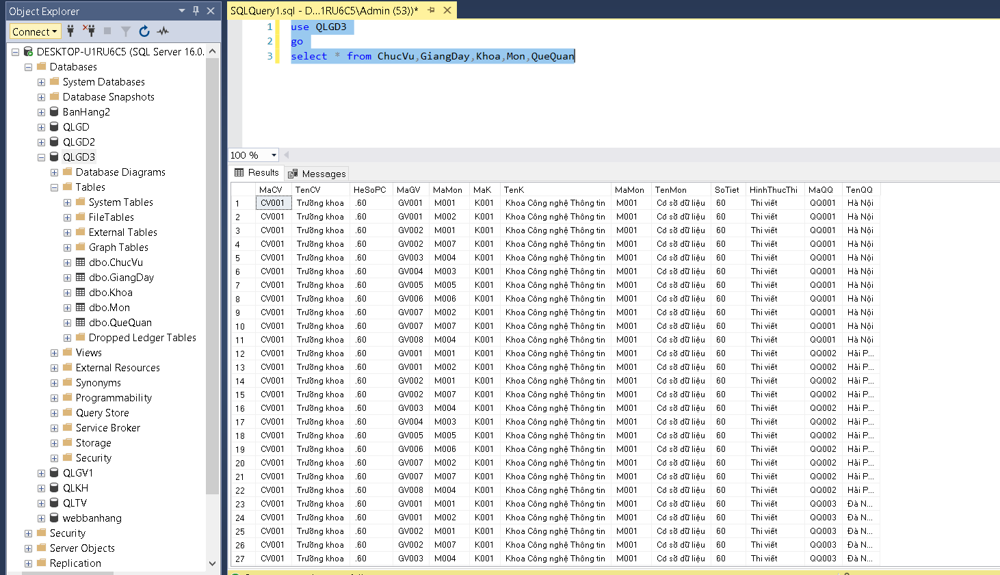 Object Explorer
Connect
DESKTOP-U1RU6C5 (SQL Server 16.0.
Databases
System Databases
Database Snapshots
BanHang2
QLGD
QLGD2
QLGD3
Database Diagrams
Tables
System Tables
FileTables
External Tables
Graph Tables
dbo.ChucVu
dbo.GiangDay
dbo.Khoa
dbo.Mon
dbo.QueQuan
Dropped Ledger Tables
Views
External Resources
Synonyms
Programmability
Query Store
Service Broker
Storage
Security
QLGV1
QLKH
QLTV
webbanhang
Security
Server Objects
Replication
SQLQuery1.sql - D...1RU6C5\Admin (53))*
1 use QLGD3
2 go
3 select * from ChucVu,GiangDay,Khoa,Mon,QueQuan
100 %
Results Messages
MaCV TenCV HeSoPC MaGV MaMon MaK TenK MaMon TenMon SoTiet HinhThucThi MaQQ TenQQ
1 CV001 Trưởng khoa .60 GV001 M001 K001 Khoa Công nghệ Thông tin M001 Cơ sở dữ liệu 60 Thi viết QQ001 Hà Nội
2 CV001 Trưởng khoa .60 GV001 M002 K001 Khoa Công nghệ Thông tin M001 Cơ sở dữ liệu 60 Thi viết QQ001 Hà Nội
3 CV001 Trưởng khoa .60 GV002 M001 K001 Khoa Công nghệ Thông tin M001 Cơ sở dữ liệu 60 Thi viết QQ001 Hà Nội
4 CV001 Trưởng khoa .60 GV002 M007 K001 Khoa Công nghệ Thông tin M001 Cơ sở dữ liệu 60 Thi viết QQ001 Hà Nội
5 CV001 Trưởng khoa .60 GV003 M004 K001 Khoa Công nghệ Thông tin M001 Cơ sở dữ liệu 60 Thi viết QQ001 Hà Nội
6 CV001 Trưởng khoa .60 GV004 M003 K001 Khoa Công nghệ Thông tin M001 Cơ sở dữ liệu 60 Thi viết QQ001 Hà Nội
7 CV001 Trưởng khoa .60 GV005 M005 K001 Khoa Công nghệ Thông tin M001 Cơ sở dữ liệu 60 Thi viết QQ001 Hà Nội
8 CV001 Trưởng khoa .60 GV006 M006 K001 Khoa Công nghệ Thông tin M001 Cơ sở dữ liệu 60 Thi viết QQ001 Hà Nội
9 CV001 Trưởng khoa .60 GV007 M002 K001 Khoa Công nghệ Thông tin M001 Cơ sở dữ liệu 60 Thi viết QQ001 Hà Nội
10 CV001 Trưởng khoa .60 GV007 M007 K001 Khoa Công nghệ Thông tin M001 Cơ sở dữ liệu 60 Thi viết QQ001 Hà Nội
11 CV001 Trưởng khoa .60 GV008 M004 K001 Khoa Công nghệ Thông tin M001 Cơ sở dữ liệu 60 Thi viết QQ001 Hà Nội
12 CV001 Trưởng khoa .60 GV001 M001 K001 Khoa Công nghệ Thông tin M001 Cơ sở dữ liệu 60 Thi viết QQ002 Hải P...
13 CV001 Trưởng khoa .60 GV001 M002 K001 Khoa Công nghệ Thông tin M001 Cơ sở dữ liệu 60 Thi viết QQ002 Hải P...
14 CV001 Trưởng khoa .60 GV002 M001 K001 Khoa Công nghệ Thông tin M001 Cơ sở dữ liệu 60 Thi viết QQ002 Hải P...
15 CV001 Trưởng khoa .60 GV002 M007 K001 Khoa Công nghệ Thông tin M001 Cơ sở dữ liệu 60 Thi viết QQ002 Hải P...
16 CV001 Trưởng khoa .60 GV003 M004 K001 Khoa Công nghệ Thông tin M001 Cơ sở dữ liệu 60 Thi viết QQ002 Hải P...
17 CV001 Trưởng khoa .60 GV004 M003 K001 Khoa Công nghệ Thông tin M001 Cơ sở dữ liệu 60 Thi viết QQ002 Hải P...
18 CV001 Trưởng khoa .60 GV005 M005 K001 Khoa Công nghệ Thông tin M001 Cơ sở dữ liệu 60 Thi viết QQ002 Hải P...
19 CV001 Trưởng khoa .60 GV006 M006 K001 Khoa Công nghệ Thông tin M001 Cơ sở dữ liệu 60 Thi viết QQ002 Hải P...
20 CV001 Trưởng khoa .60 GV007 M002 K001 Khoa Công nghệ Thông tin M001 Cơ sở dữ liệu 60 Thi viết QQ002 Hải P...
21 CV001 Trưởng khoa .60 GV007 M007 K001 Khoa Công nghệ Thông tin M001 Cơ sở dữ liệu 60 Thi viết QQ002 Hải P...
22 CV001 Trưởng khoa .60 GV008 M004 K001 Khoa Công nghệ Thông tin M001 Cơ sở dữ liệu 60 Thi viết QQ002 Hải P...
23 CV001 Trưởng khoa .60 GV001 M001 K001 Khoa Công nghệ Thông tin M001 Cơ sở dữ liệu 60 Thi viết QQ003 Đà N...
24 CV001 Trưởng khoa .60 GV001 M002 K001 Khoa Công nghệ Thông tin M001 Cơ sở dữ liệu 60 Thi viết QQ003 Đà N...
25 CV001 Trưởng khoa .60 GV002 M001 K001 Khoa Công nghệ Thông tin M001 Cơ sở dữ liệu 60 Thi viết QQ003 Đà N...
26 CV001 Trưởng khoa .60 GV002 M007 K001 Khoa Công nghệ Thông tin M001 Cơ sở dữ liệu 60 Thi viết QQ003 Đà N...
27 CV001 Trưởng khoa .60 GV003 M004 K001 Khoa Công nghệ Thông tin M001 Cơ sở dữ liệu 60 Thi viết QQ003 Đà N...